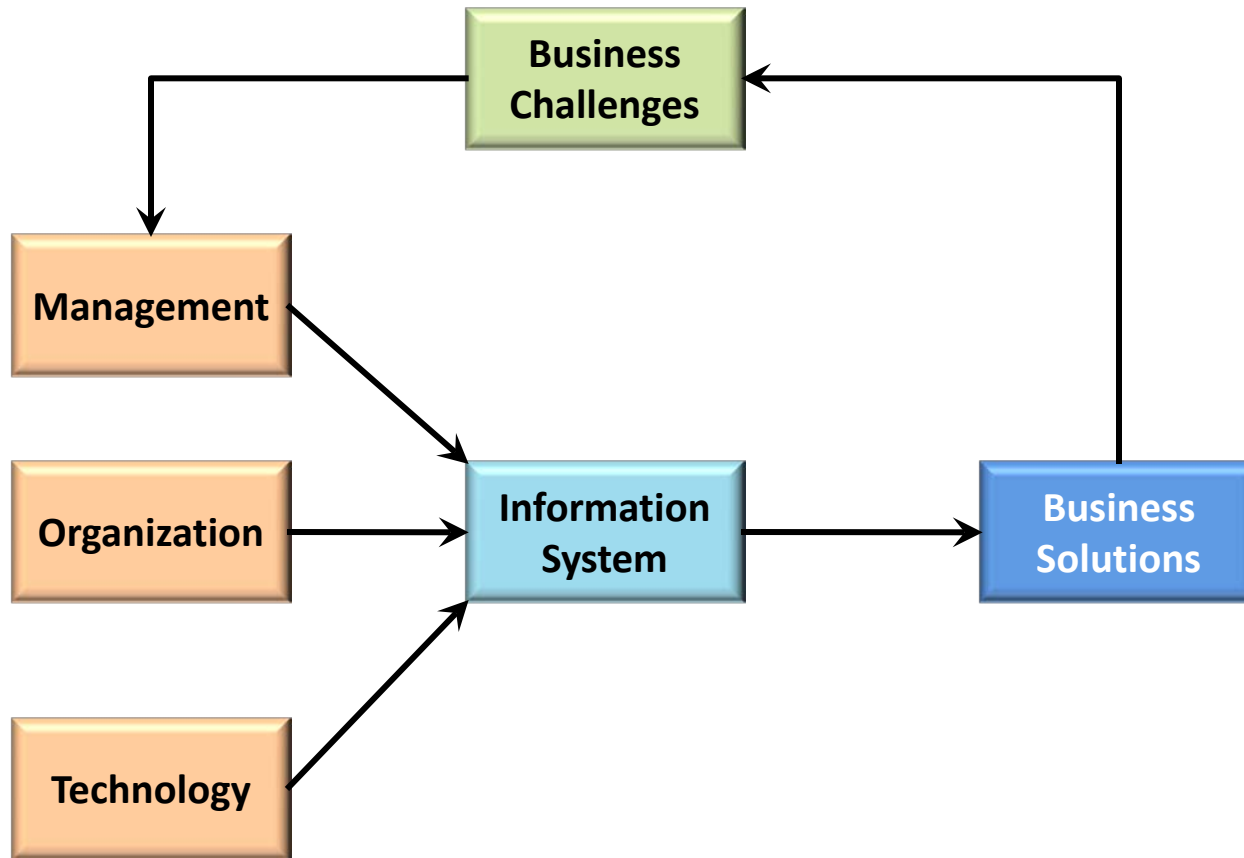 Business
Challenges
Management
Organization
Information
System
Business
Solutions
Technology